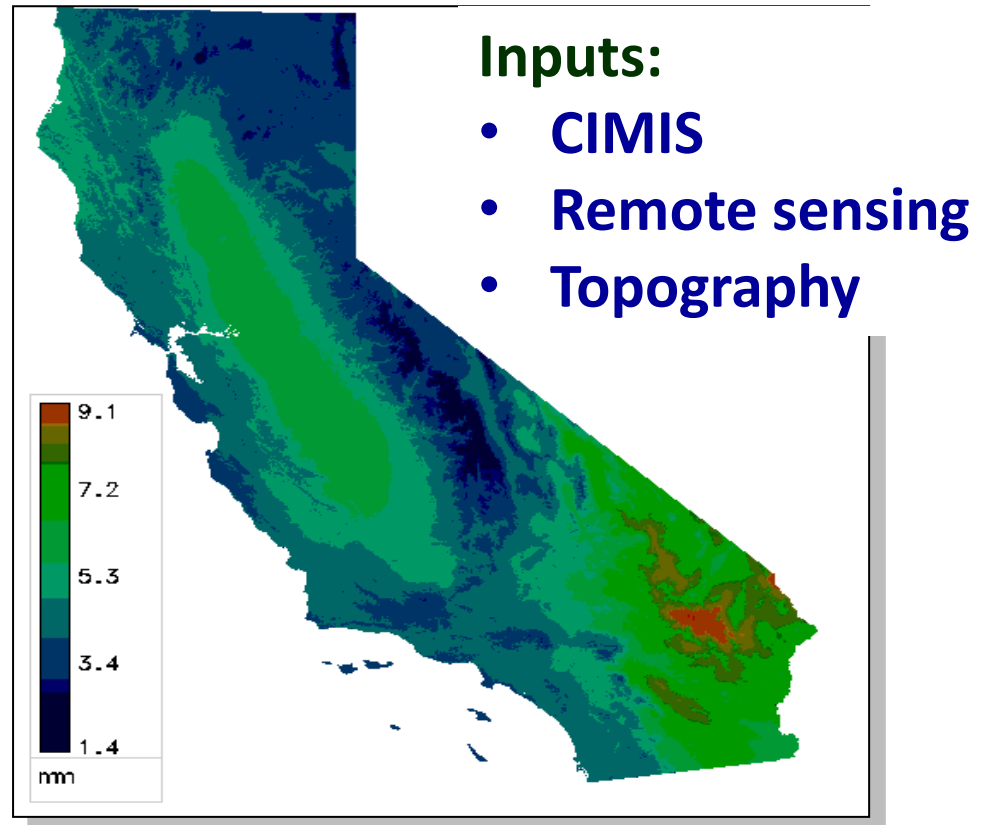 Inputs:
• CIMIS
• Remote sensing
• Topography
9.1
7.2
5.3
3.4
1.4
mm